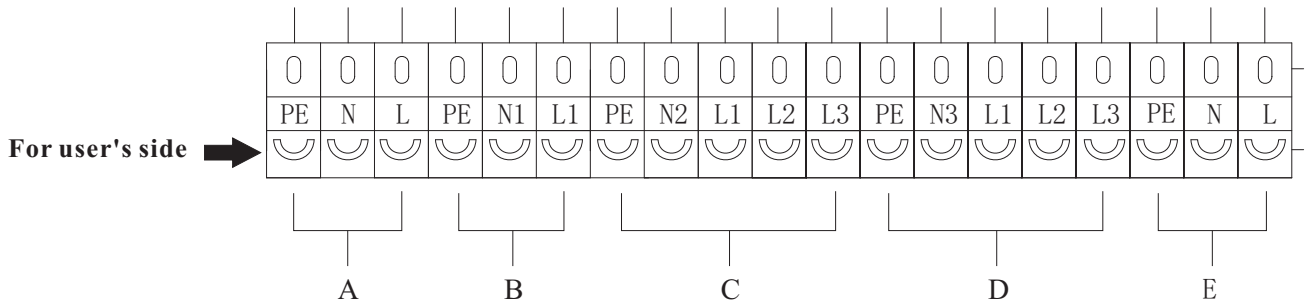 PE N L PE N1 L1 PE N2 L1 L2 L3 PE N3 L1 L2 L3 PE N L
For user's side
A B C D E